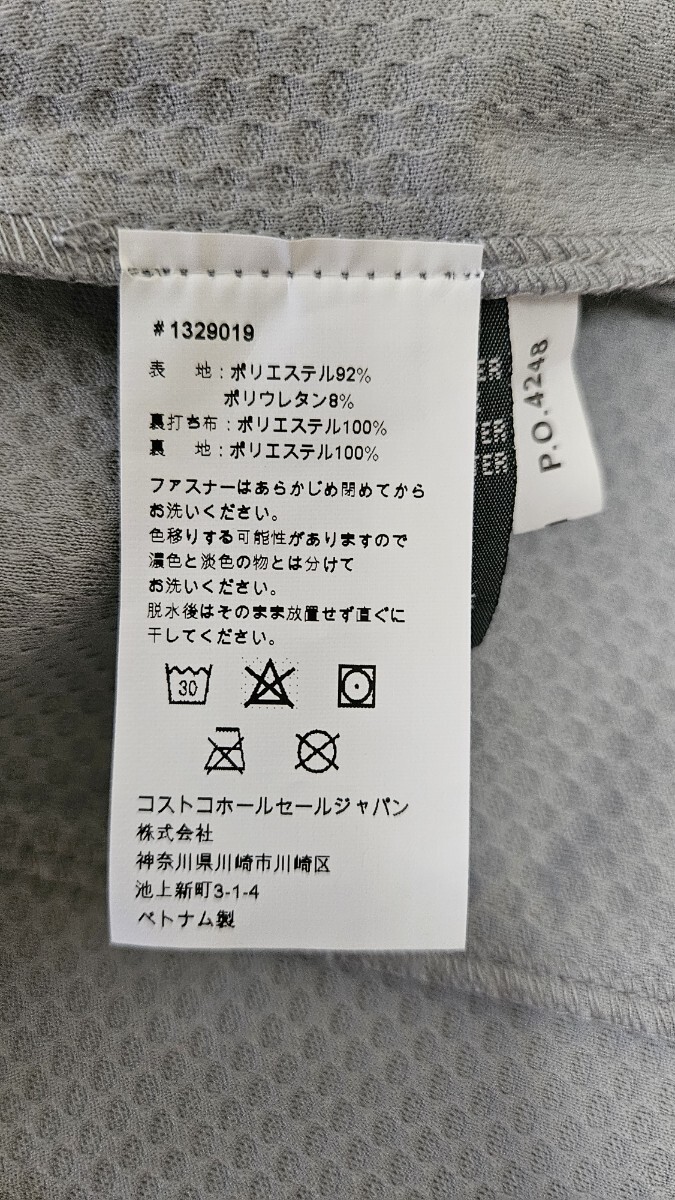 #1329019
表 地：ポリエステル92%
ポリウレタン8%
裏打ち布：ポリエステル100%
裏 地：ポリエステル100%
ファスナーはあらかじめ閉めてから
お洗いください。
色移りする可能性がありますので
濃色と淡色の物とは分けて
お洗いください。
脱水後はそのまま放置せず直ぐに
干してください。
30
コストコホールセールジャパン
株式会社
神奈川県川崎市川崎区
池上新町3-1-4
ベトナム製
P.O.4248